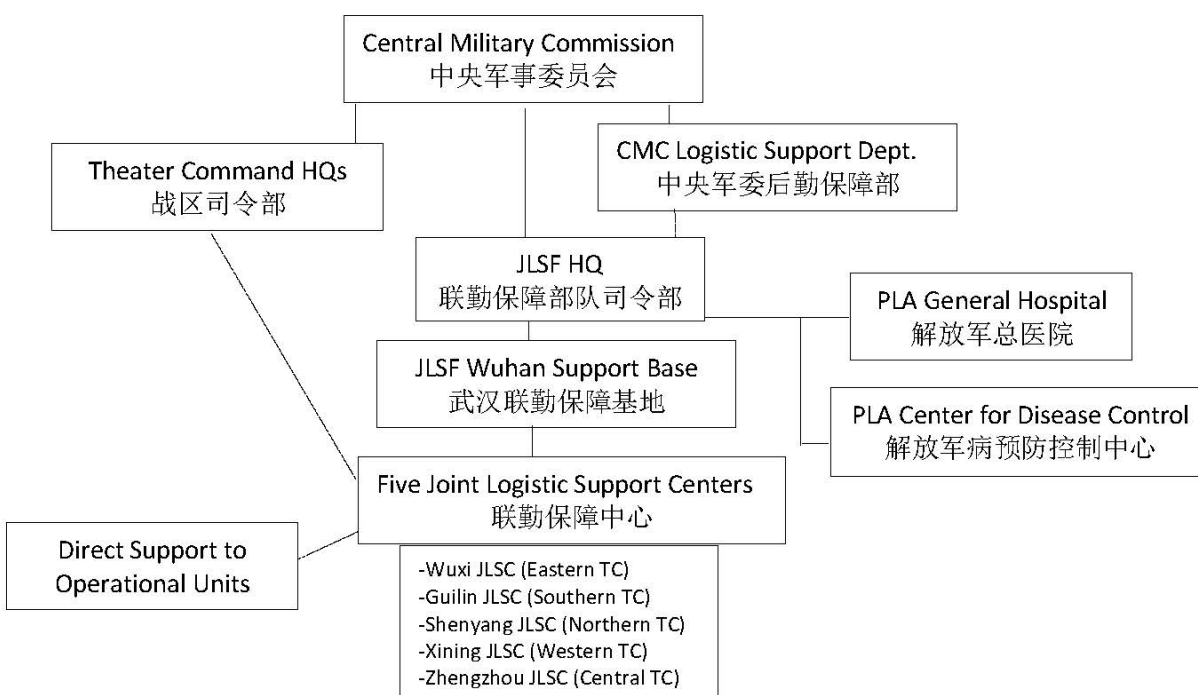 Central Military Commission
中央军事委员会
Theater Command HQs
战区司令部
CMC Logistic Support Dept.
中央军委后勤保障部
JLSF HQ
联勤保障部队司令部
PLA General Hospital
解放军总医院
JLSF Wuhan Support Base
武汉联勤保障基地
PLA Center for Disease Control
解放军病预防控制中心
Five Joint Logistic Support Centers
联勤保障中心
Direct Support to
Operational Units
-Wuxi JLSC (Eastern TC)
-Guilin JLSC (Southern TC)
-Shenyang JLSC (Northern TC)
-Xining JLSC (Western TC)
-Zhengzhou JLSC (Central TC)